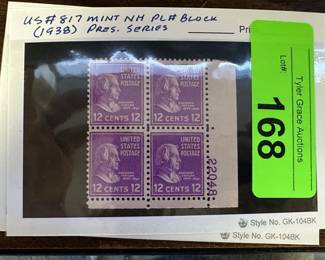 US#817 MINT NH PL# BLOCK
(1938) PRES. SERIES
Pri
Lot#:
168
Tyler Grace Auctions
UNITED STATES POSTAGE
12 CENTS 12
UNITED STATES POSTAGE
12 CENTS 12
UNITED STATES POSTAGE
12 CENTS 12
UNITED STATES POSTAGE
12 CENTS 12
22048
Style No. GK-104BK
Style No. GK-104BK